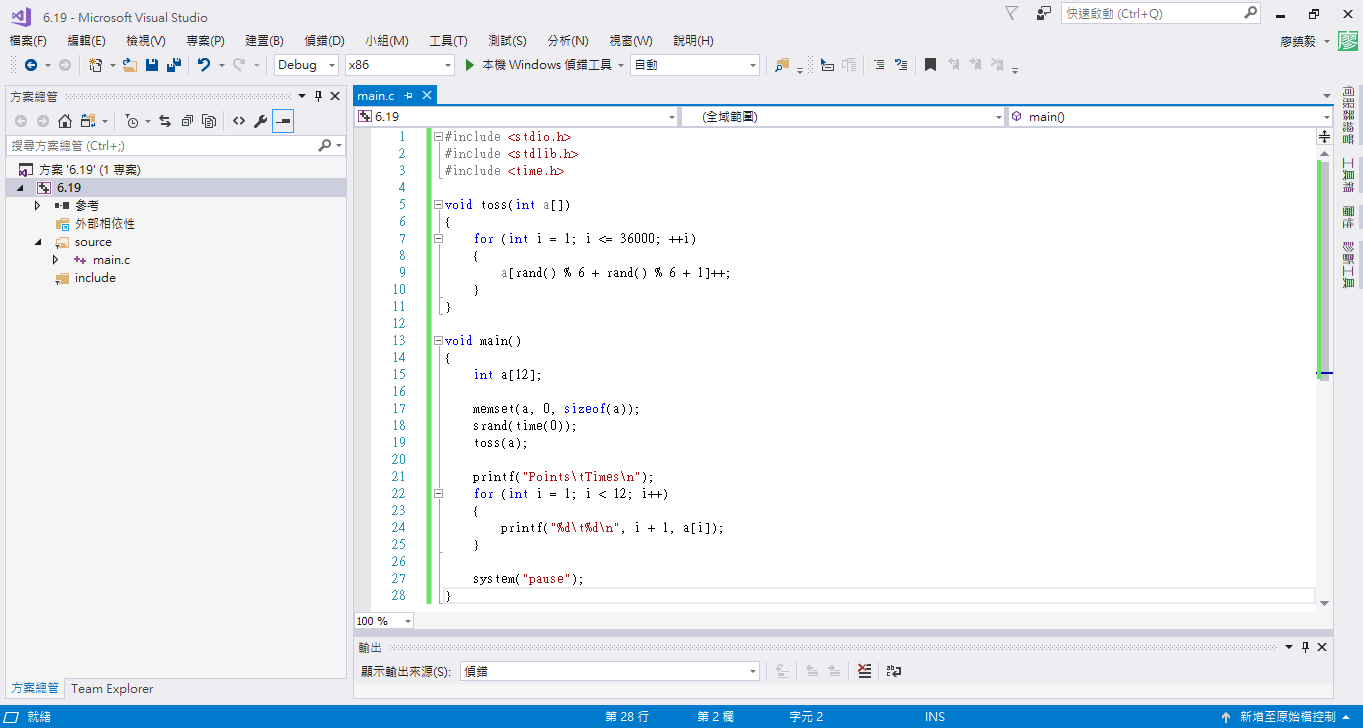 6.19 - Microsoft Visual Studio
快速啟動 (Ctrl+Q)
檔案(F) 編輯(E) 檢視(V) 專案(P) 建置(B) 偵錯(D) 小組(M) 工具(T) 測試(S) 分析(N) 視窗(W) 說明(H)
廖鎮毅 廖
Debug x86 本機 Windows 偵錯工具 自動
方案總管
搜尋方案總管 (Ctrl+;)
方案 '6.19' (1 專案)
6.19
參考
外部相依性
source
main.c
include
方案總管 Team Explorer
main.c
6.19 (全域範圍) main()
1 #include <stdio.h>
2 #include <stdlib.h>
3 #include <time.h>
4
5 void toss(int a[])
6 {
7 for (int i = 1; i <= 36000; ++i)
8 {
9 a[rand() % 6 + rand() % 6 + 1]++;
10 }
11 }
12
13 void main()
14 {
15 int a[12];
16
17 memset(a, 0, sizeof(a));
18 srand(time(0));
19 toss(a);
20
21 printf("Points\tTimes\n");
22 for (int i = 1; i < 12; i++)
23 {
24 printf("%d\t%d\n", i + 1, a[i]);
25 }
26
27 system("pause");
28 }
100 %
輸出
顯示輸出來源(S): 偵錯
伺服器總管
工具箱
屬性
診斷工具
就緒 第 28 行 第 2 欄 字元 2 INS 新增至原始檔控制